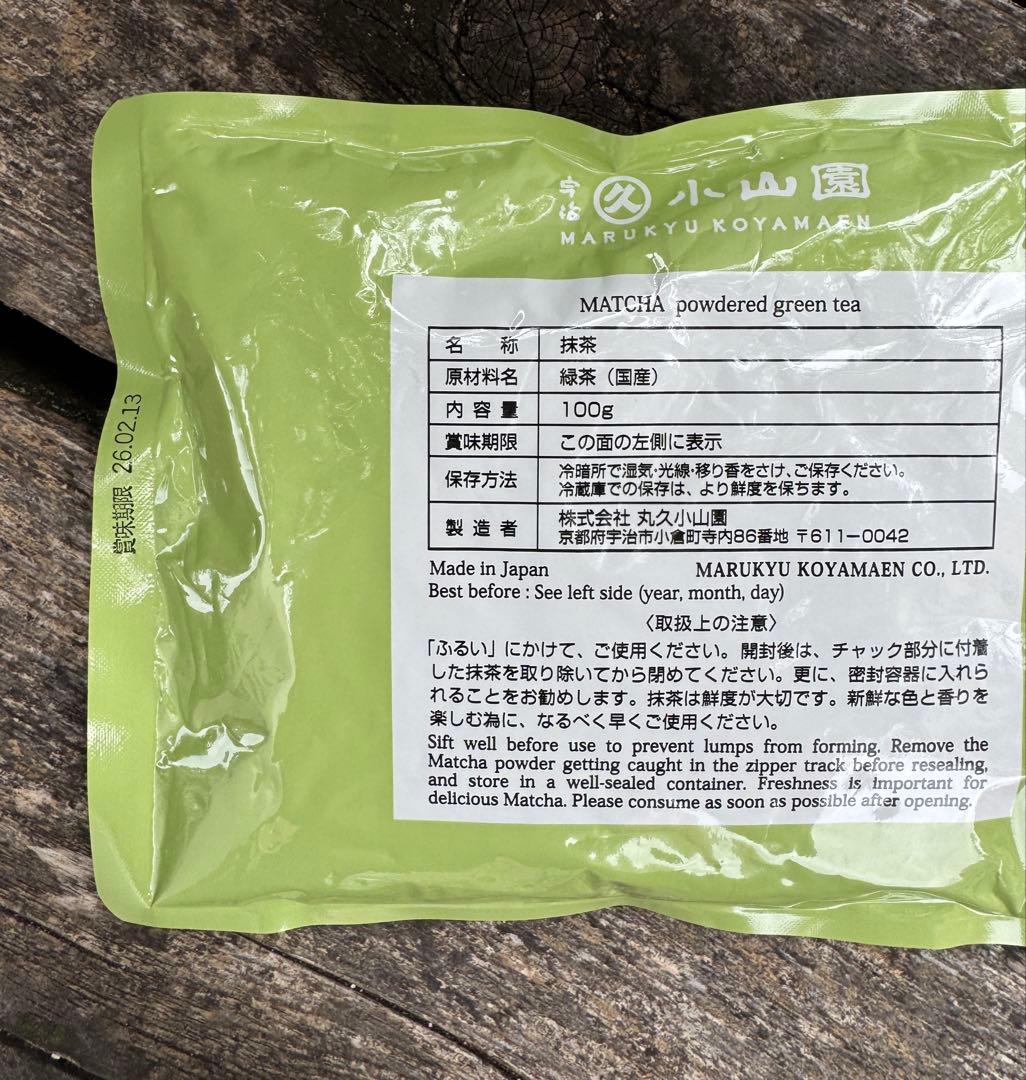 宇治 久 小山園
MARUKYU KOYAMAEN
MATCHA powdered green tea
名 称 抹茶
原材料名 緑茶（国産）
内容量 100g
賞味期限 この面の左側に表示
保存方法 冷暗所で湿気・光線・移り香をさけ、ご保存ください。
冷蔵庫での保存は、より鮮度を保ちます。
製造者 株式会社 丸久小山園
京都府宇治市小倉町寺内86番地 〒611-0042
Made in Japan MARUKYU KOYAMAEN CO., LTD.
Best before : See left side (year, month, day)
〈取扱上の注意〉
「ふるい」にかけて、ご使用ください。開封後は、チャック部分に付着
した抹茶を取り除いてから閉めてください。更に、密封容器に入れら
れることをお勧めします。抹茶は鮮度が大切です。新鮮な色と香りを
楽しむ為に、なるべく早くご使用ください。
Sift well before use to prevent lumps from forming. Remove the
Matcha powder getting caught in the zipper track before resealing,
and store in a well-sealed container. Freshness is important for
delicious Matcha. Please consume as soon as possible after opening.
賞味期限 26.02.13